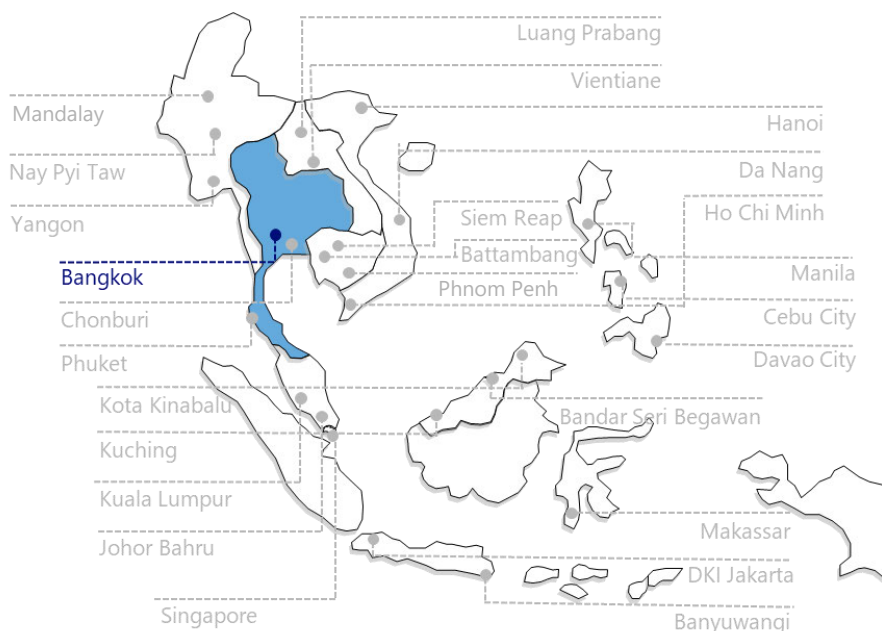 Luang Prabang
Vientiane
Mandalay
Hanoi
Nay Pyi Taw
Da Nang
Yangon
Siem Reap
Ho Chi Minh
Battambang
Bangkok
Manila
Phnom Penh
Chonburi
Cebu City
Phuket
Davao City
Kota Kinabalu
Bandar Seri Begawan
Kuching
Kuala Lumpur
Makassar
Johor Bahru
DKI Jakarta
Singapore
Banyuwangi